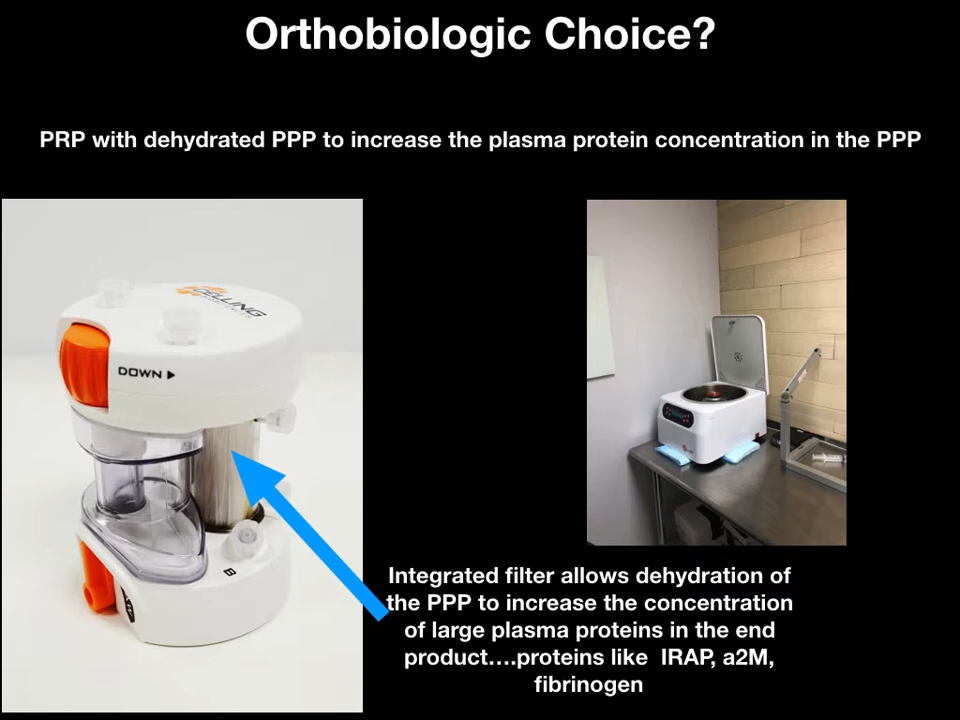 Orthobiologic Choice?
PRP with dehydrated PPP to increase the plasma protein concentration in the PPP
CELLING
DOWN
B
Integrated filter allows dehydration of
the PPP to increase the concentration
of large plasma proteins in the end
product....proteins like  IRAP, a2M,
fibrinogen